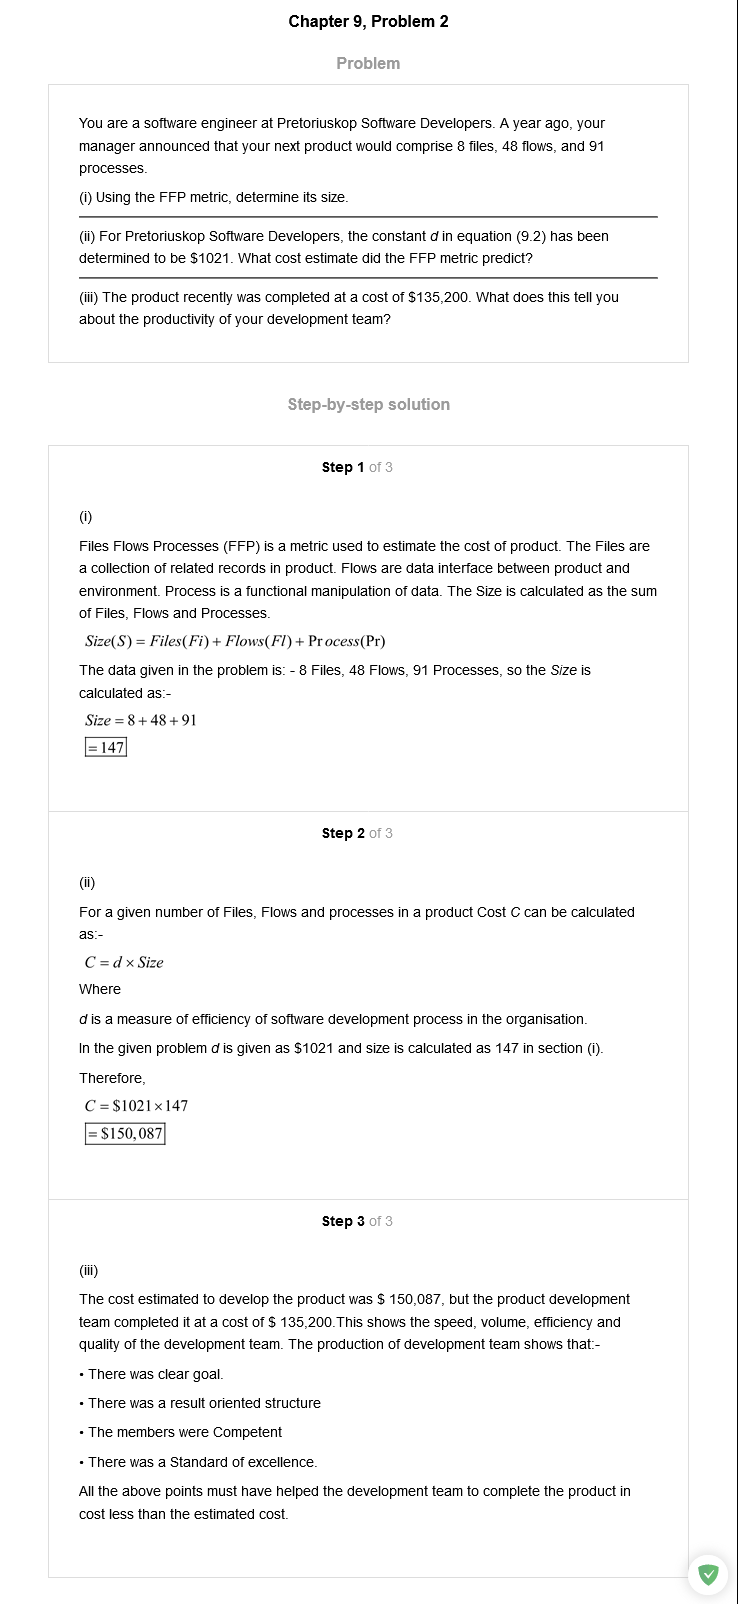 Chapter 9, Problem 2
Problem
You are a software engineer at Pretoriuskop Software Developers. A year ago, your
manager announced that your next product would comprise 8 files, 48 flows, and 91
processes.
(i) Using the FFP metric, determine its size.
(ii) For Pretoriuskop Software Developers, the constant d in equation (9.2) has been
determined to be $1021. What cost estimate did the FFP metric predict?
(iii) The product recently was completed at a cost of $135,200. What does this tell you
about the productivity of your development team?
Step-by-step solution
Step 1 of 3
(i)
Files Flows Processes (FFP) is a metric used to estimate the cost of product. The Files are
a collection of related records in product. Flows are data interface between product and
environment. Process is a functional manipulation of data. The Size is calculated as the sum
of Files, Flows and Processes.
Size(S) = Files(Fi) + Flows(Fl) + Pr ocess(Pr)
The data given in the problem is: - 8 Files, 48 Flows, 91 Processes, so the Size is
calculated as:-
Size = 8 + 48 + 91
= 147
Step 2 of 3
(ii)
For a given number of Files, Flows and processes in a product Cost C can be calculated
as:-
C = d × Size
Where
d is a measure of efficiency of software development process in the organisation.
In the given problem d is given as $1021 and size is calculated as 147 in section (i).
Therefore,
C = $1021×147
= $150,087
Step 3 of 3
(iii)
The cost estimated to develop the product was $ 150,087, but the product development
team completed it at a cost of $ 135,200.This shows the speed, volume, efficiency and
quality of the development team. The production of development team shows that:-
• There was clear goal.
• There was a result oriented structure
• The members were Competent
• There was a Standard of excellence.
All the above points must have helped the development team to complete the product in
cost less than the estimated cost.